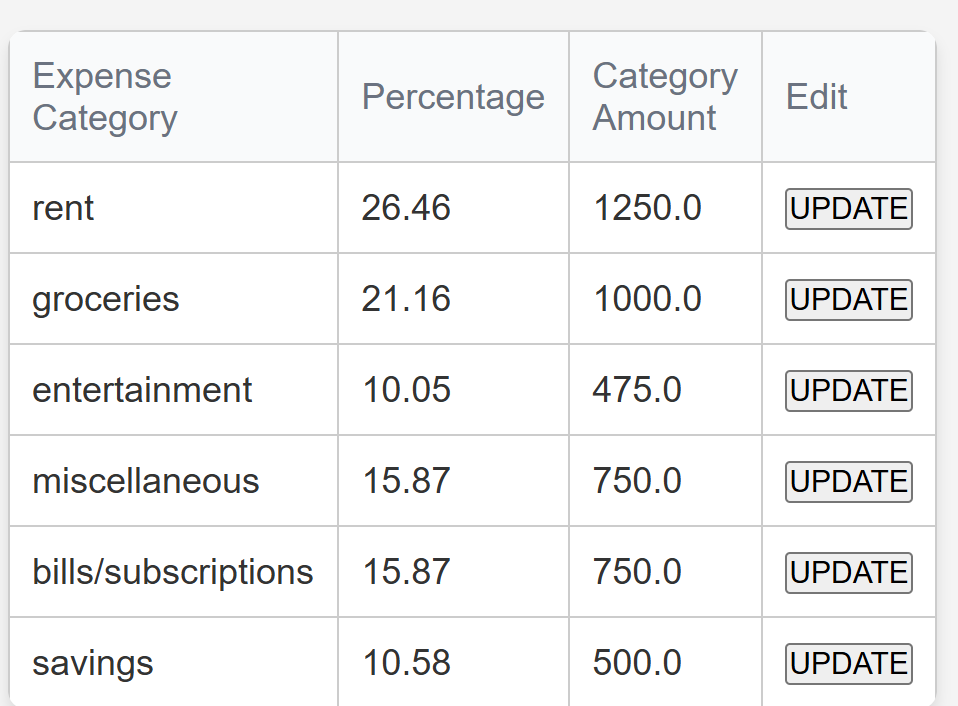 Expense Category Percentage Category Amount Edit
rent 26.46 1250.0 UPDATE
groceries 21.16 1000.0 UPDATE
entertainment 10.05 475.0 UPDATE
miscellaneous 15.87 750.0 UPDATE
bills/subscriptions 15.87 750.0 UPDATE
savings 10.58 500.0 UPDATE